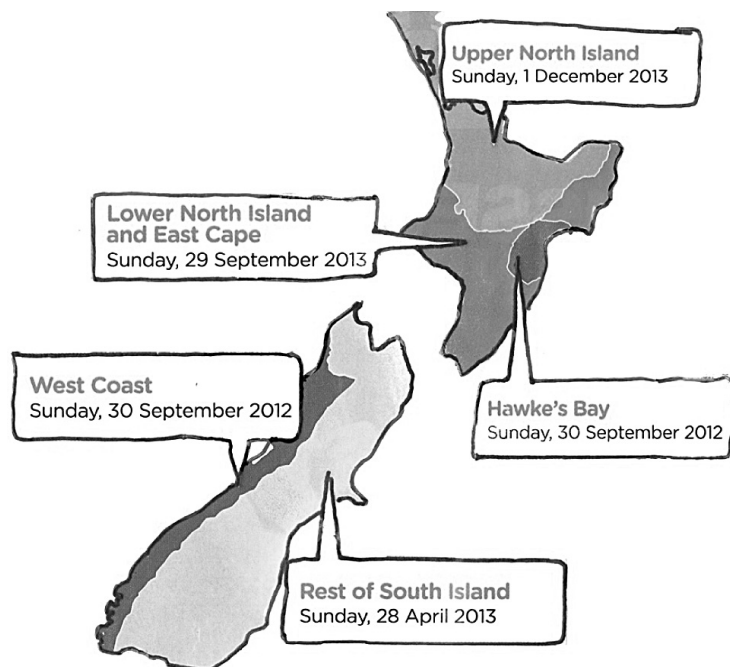 Upper North Island
Sunday, 1 December 2013
Lower North Island
and East Cape
Sunday, 29 September 2013
West Coast
Sunday, 30 September 2012
Hawke's Bay
Sunday, 30 September 2012
Rest of South Island
Sunday, 28 April 2013